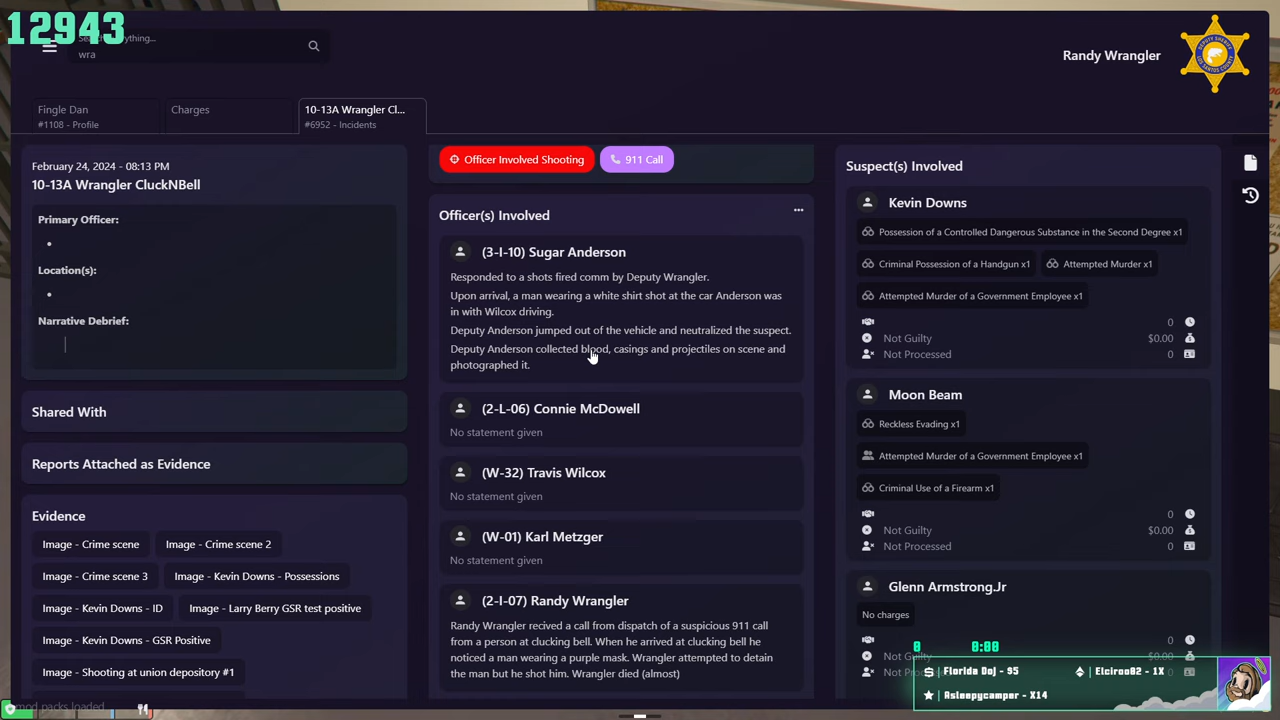 12943
wra
Randy Wrangler
Fingle Dan
#1108 - Profile
Charges
10-13A Wrangler Cl...
#6952 - Incidents
February 24, 2024 - 08:13 PM
10-13A Wrangler CluckNBell
Primary Officer:
Location(s):
Narrative Debrief:
Shared With
Reports Attached as Evidence
Evidence
Image - Crime scene
Image - Crime scene 2
Image - Crime scene 3
Image - Kevin Downs - Possessions
Image - Kevin Downs - ID
Image - Larry Berry GSR test positive
Image - Kevin Downs - GSR Positive
Image - Shooting at union depository #1
mod packs loaded
Officer Involved Shooting
911 Call
Officer(s) Involved
(3-I-10) Sugar Anderson
Responded to a shots fired comm by Deputy Wrangler.
Upon arrival, a man wearing a white shirt shot at the car Anderson was
in with Wilcox driving.
Deputy Anderson jumped out of the vehicle and neutralized the suspect.
Deputy Anderson collected blood, casings and projectiles on scene and
photographed it.
(2-L-06) Connie McDowell
No statement given
(W-32) Travis Wilcox
No statement given
(W-01) Karl Metzger
No statement given
(2-I-07) Randy Wrangler
Randy Wrangler recived a call from dispatch of a suspicious 911 call
from a person at clucking bell. When he arrived at clucking bell he
noticed a man wearing a purple mask. Wrangler attempted to detain
the man but he shot him. Wrangler died (almost)
Suspect(s) Involved
Kevin Downs
Possession of a Controlled Dangerous Substance in the Second Degree x1
Criminal Possession of a Handgun x1
Attempted Murder x1
Attempted Murder of a Government Employee x1
0
Not Guilty
$0.00
Not Processed
0
Moon Beam
Reckless Evading x1
Attempted Murder of a Government Employee x1
Criminal Use of a Firearm x1
0
Not Guilty
$0.00
Not Processed
0
Glenn Armstrong.Jr
No charges
0
0 0:00
Florida Doj - $5
Elciroo82 - 1X
Asleepycamper - X14